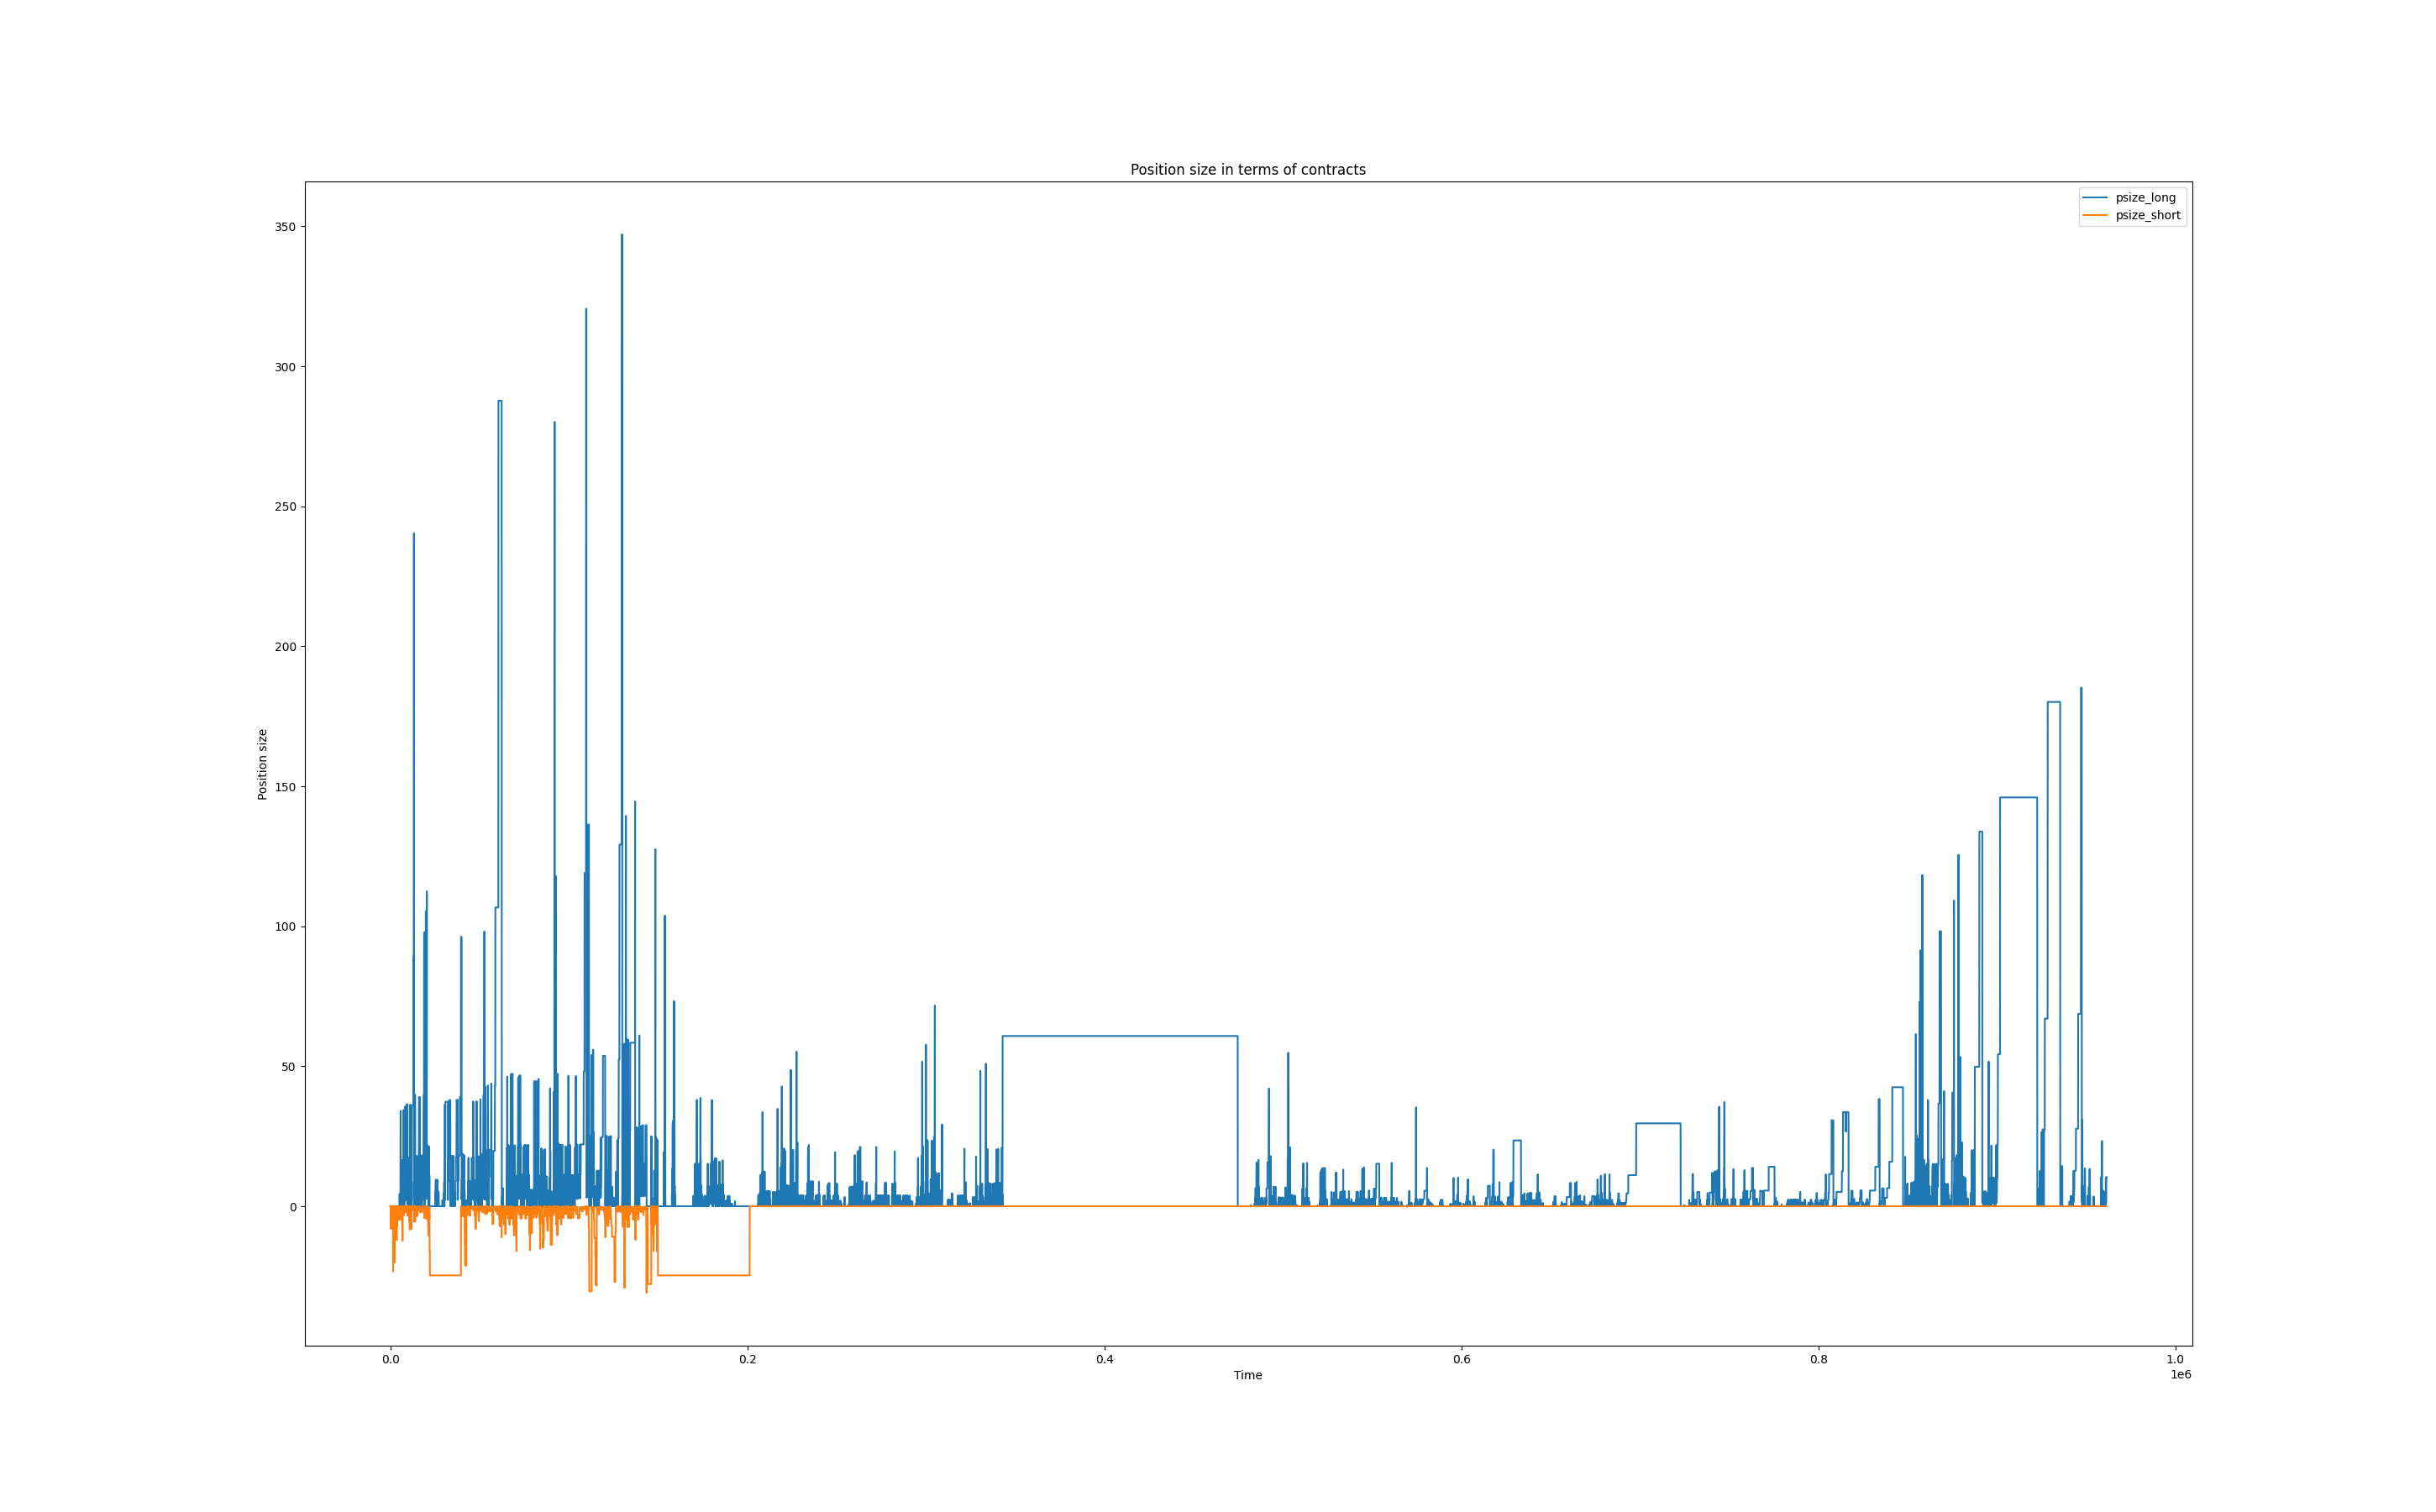 Position size in terms of contracts
psize_long
psize_short
350
300
250
200
150
100
50
0
Position size
0.0 0.2 0.4 0.6 0.8 1.0
Time
1e6